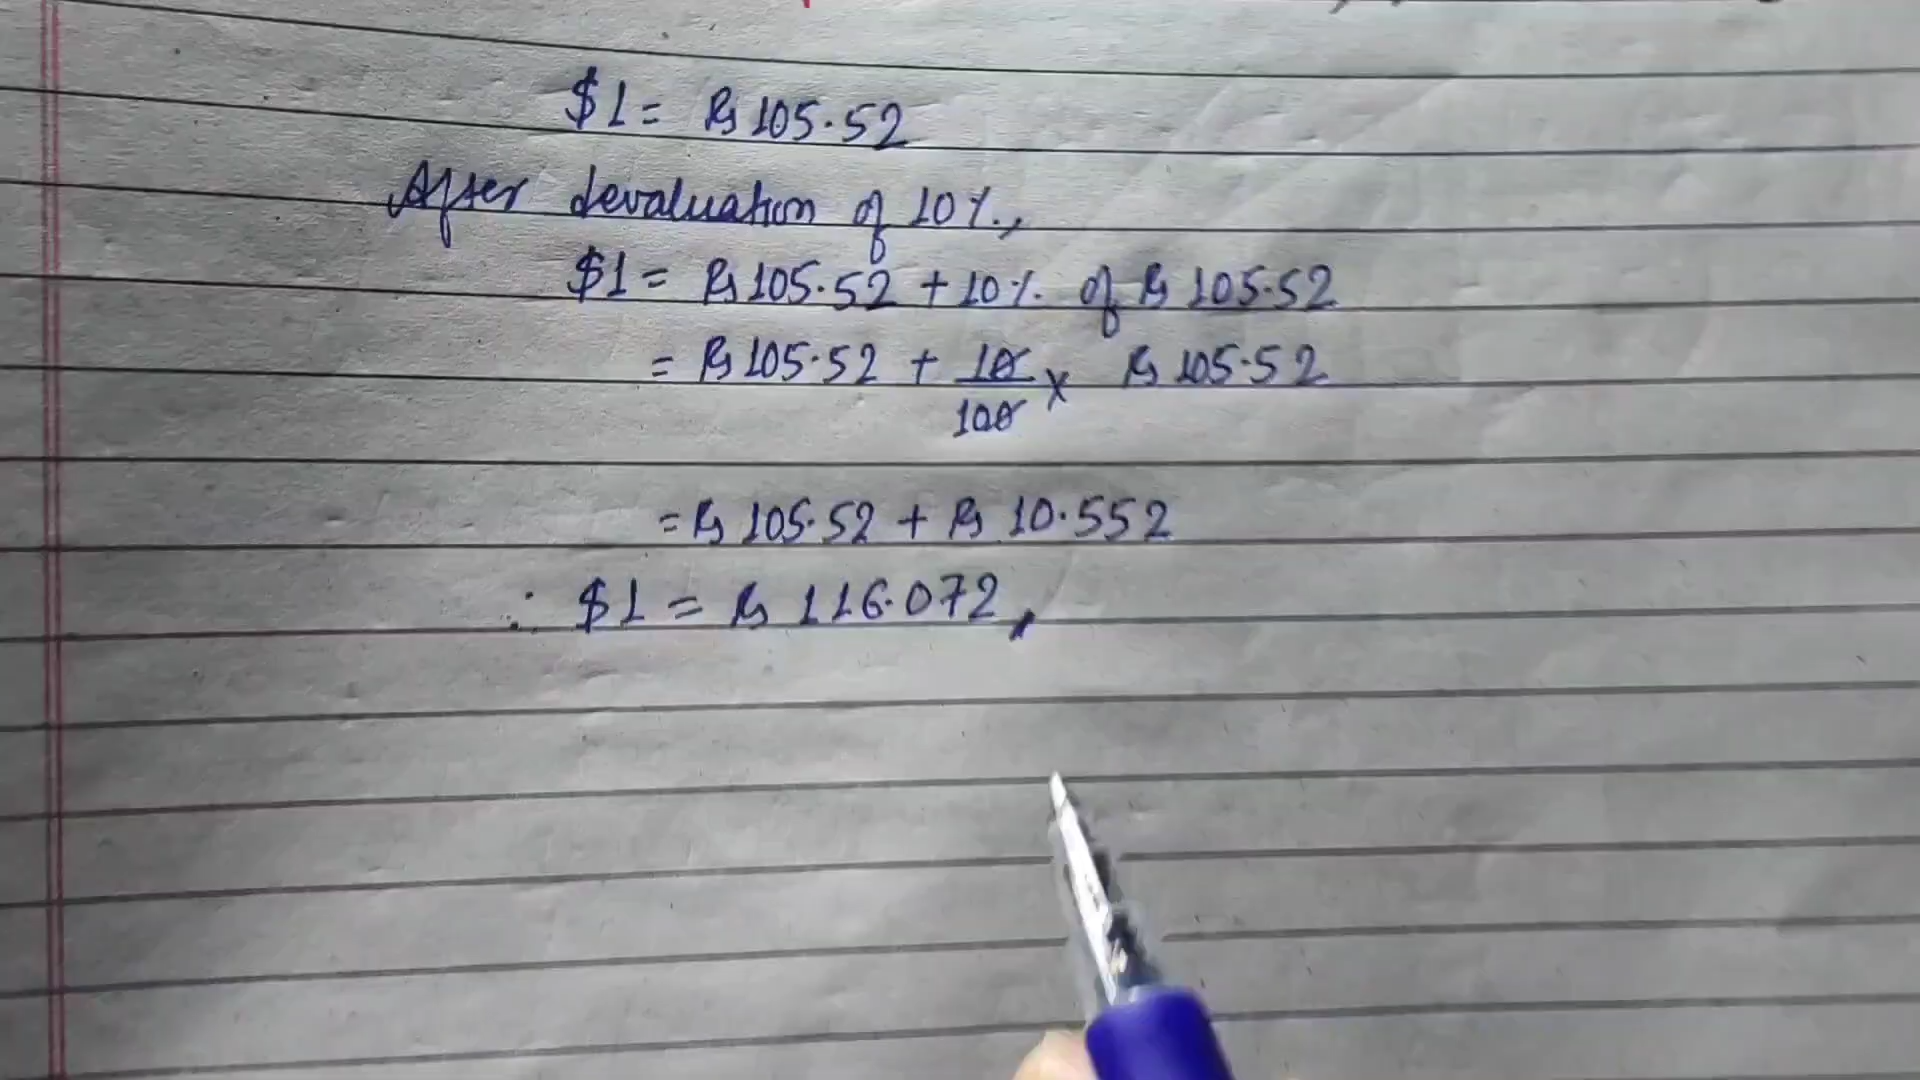 $1 = Rs 105.52
After devaluation of 10%,
$1 = Rs 105.52 + 10% of Rs 105.52
= Rs 105.52 + 10/100 × Rs 105.52
= Rs 105.52 + Rs 10.552
∴ $1 = Rs 116.072,